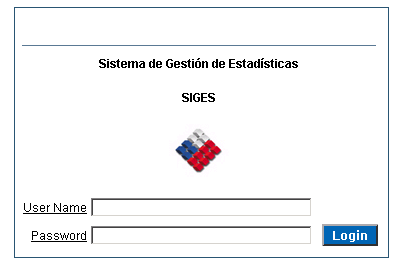 Sistema de Gestión de Estadísticas
SIGES
User Name
Password Login